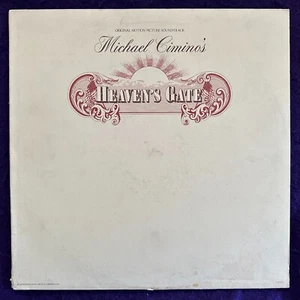 ORIGINAL MOTION PICTURE SOUNDTRACK
Michael Cimino's
HEAVEN'S GATE